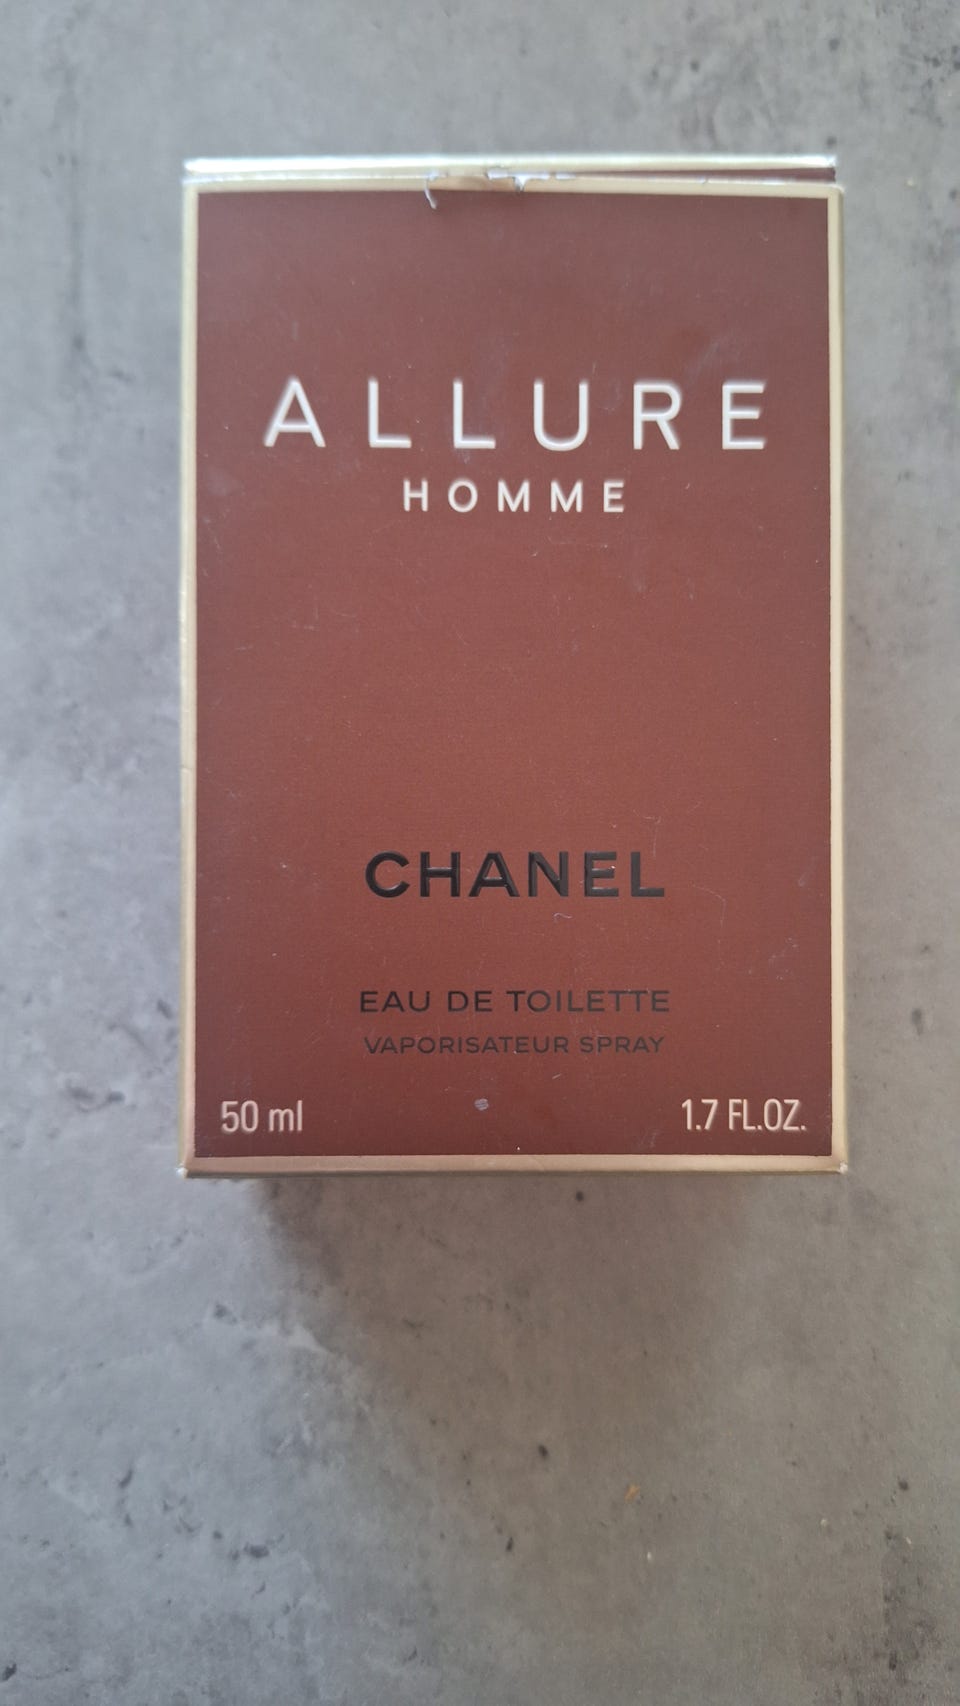 ALLURE
HOMME
CHANEL
EAU DE TOILETTE
VAPORISATEUR SPRAY
50 ml 1.7 FL.OZ.